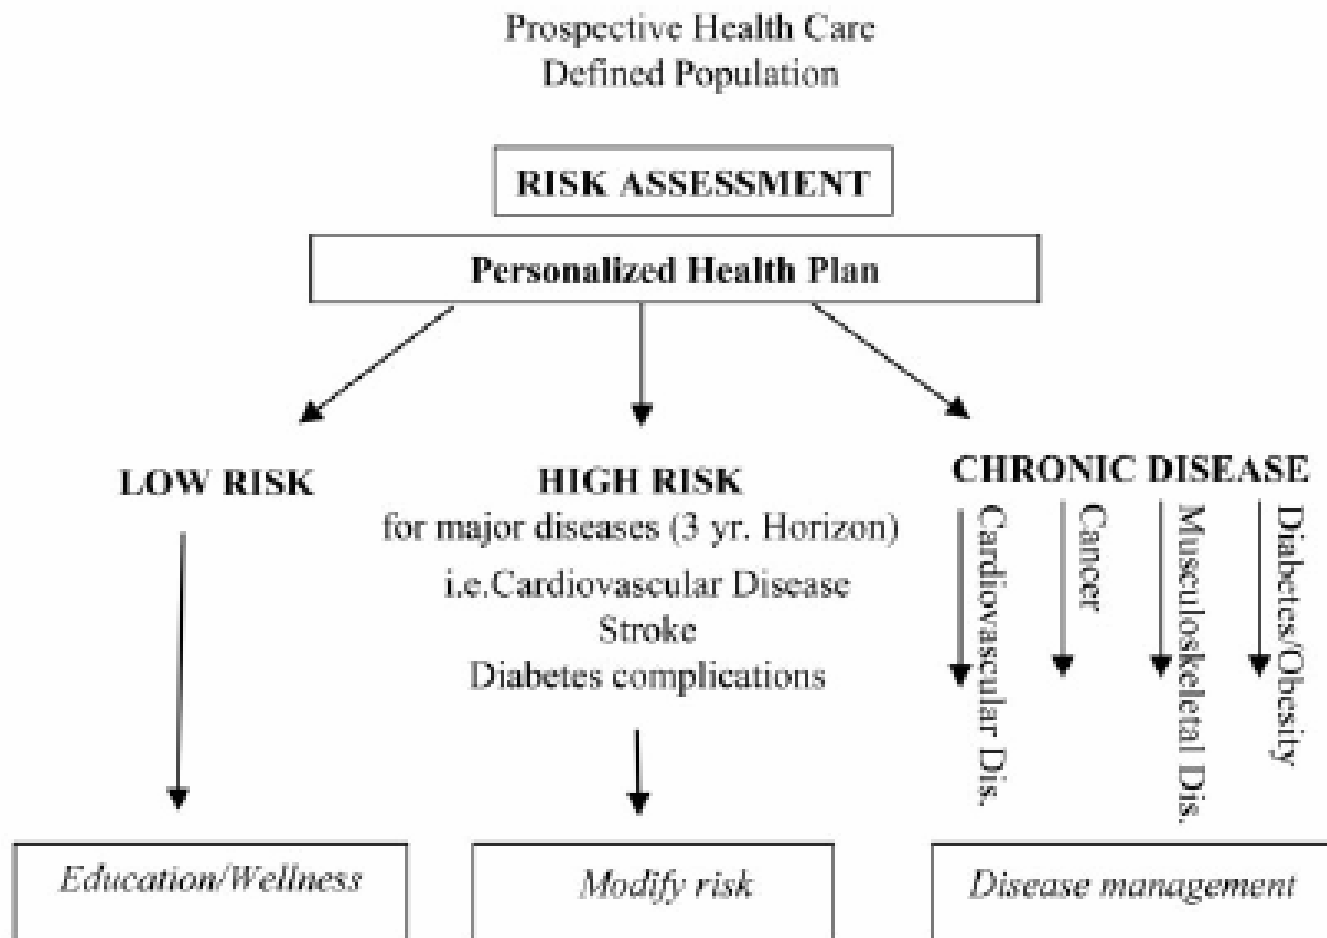 Prospective Health Care
Defined Population
RISK ASSESSMENT
Personalized Health Plan
LOW RISK
HIGH RISK
for major diseases (3 yr. Horizon)
i.e.Cardiovascular Disease
Stroke
Diabetes complications
CHRONIC DISEASE
Cardiovascular Dis.
Cancer
Musculoskeletal Dis.
Diabetes/Obesity
Education/Wellness
Modify risk
Disease management